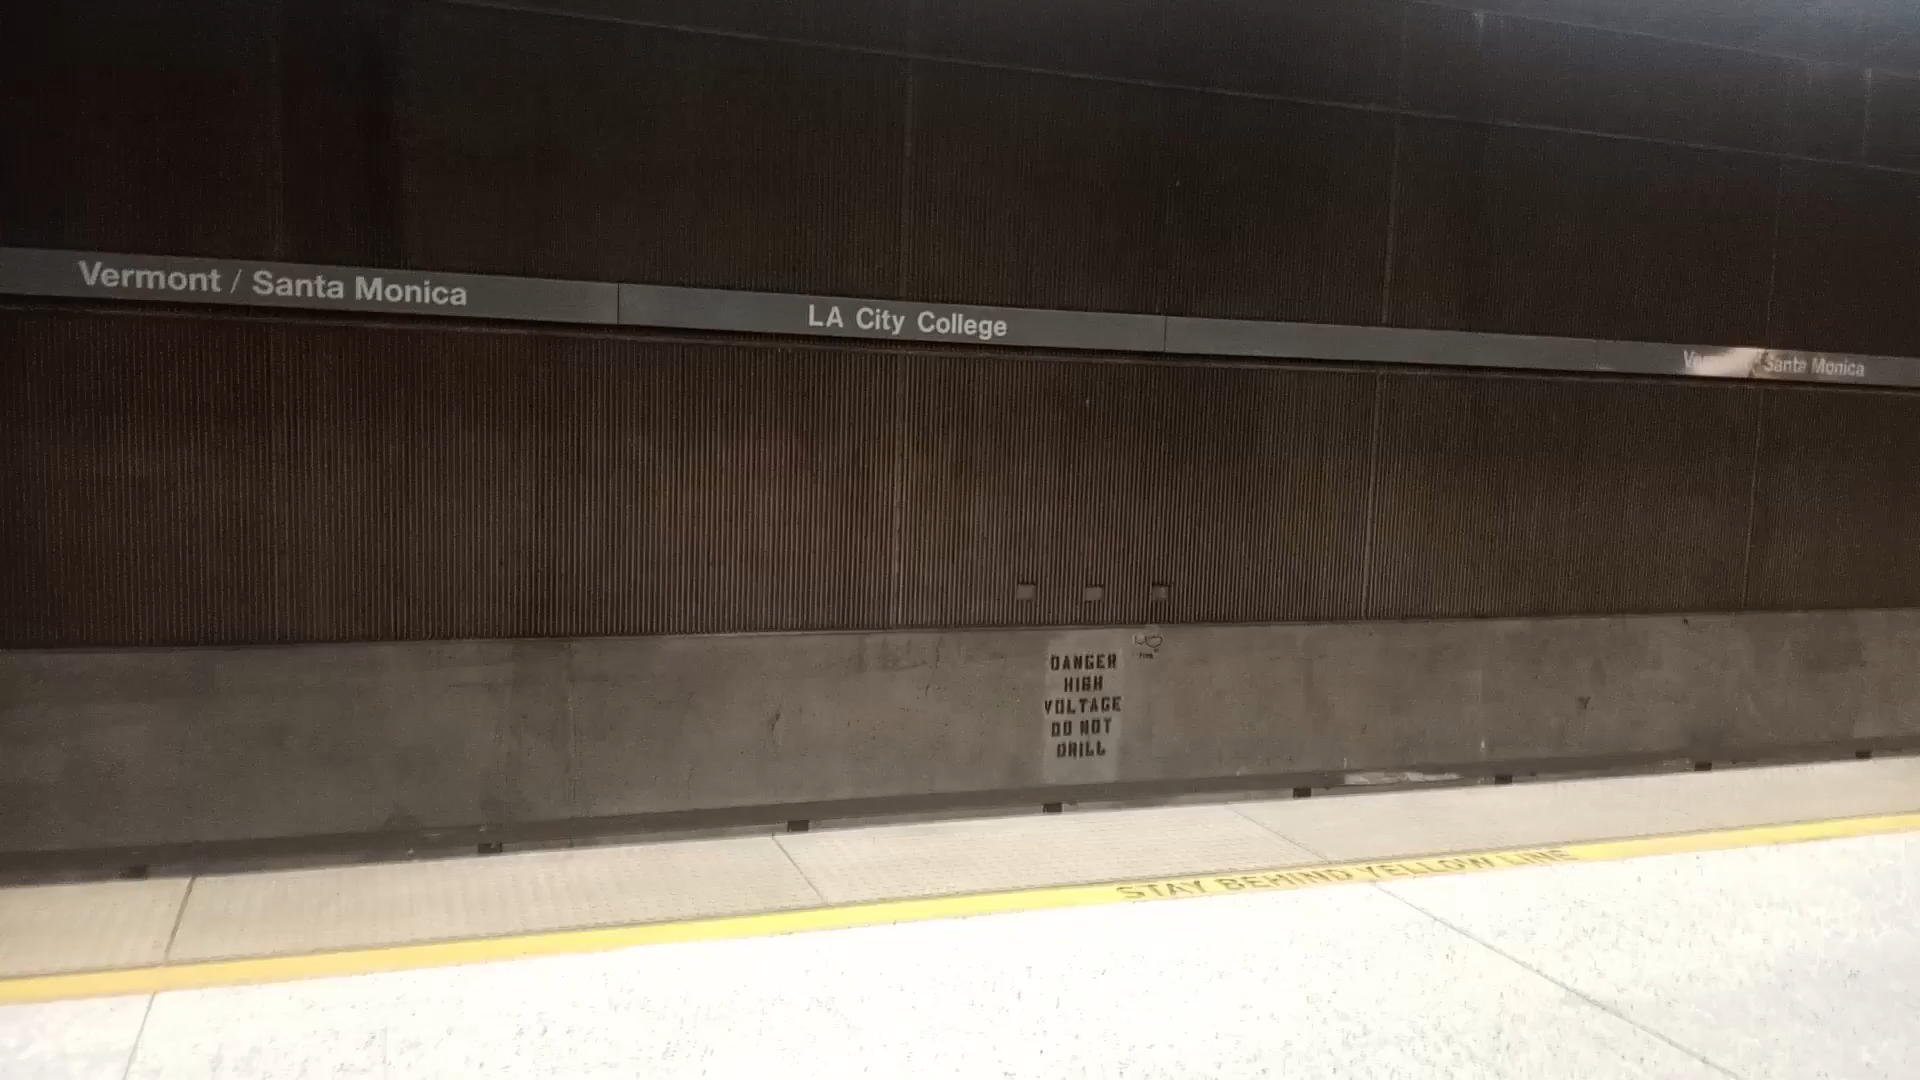 Vermont / Santa Monica
LA City College
Santa Monica
DANGER
HIGH
VOLTAGE
DO NOT
DRILL
STAY BEHIND YELLOW LINE